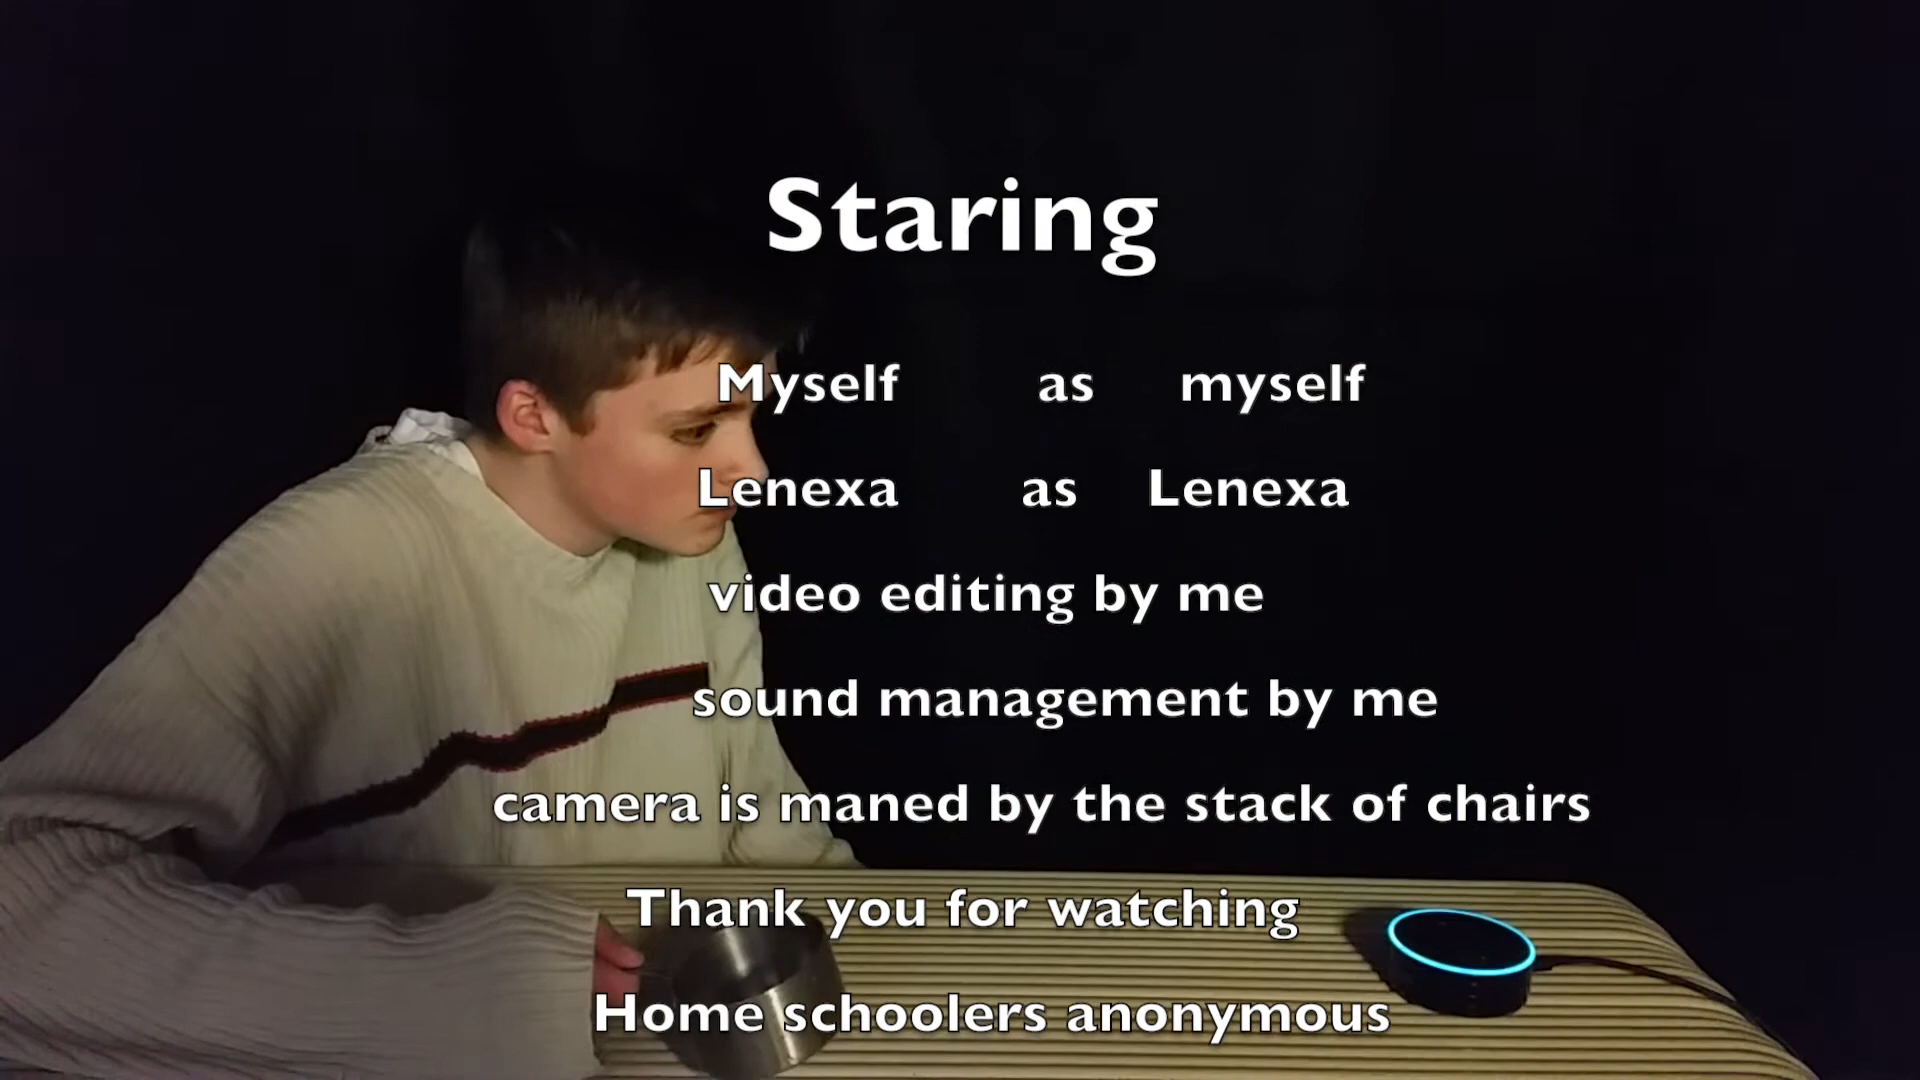 Staring
Myself as myself
Lenexa as Lenexa
video editing by me
sound management by me
camera is maned by the stack of chairs
Thank you for watching
Home schoolers anonymous